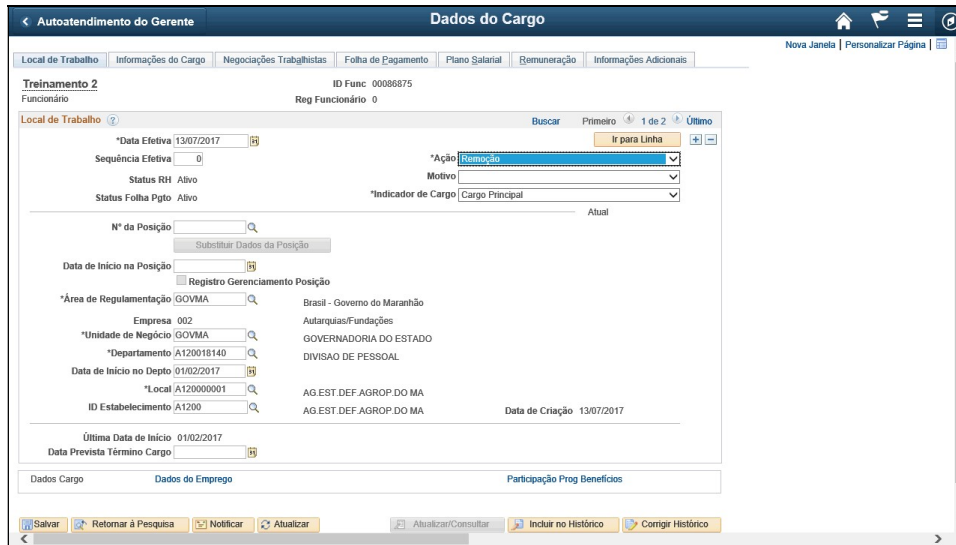 Autoatendimento do Gerente
Dados do Cargo
Nova Janela | Personalizar Página |
Local de Trabalho Informações do Cargo Negociações Trabalhistas Folha de Pagamento Plano Salarial Remuneração Informações Adicionais
Treinamento 2 ID Func 00086875
Funcionário Reg Funcionário 0
Local de Trabalho ? Buscar Primeiro 1 de 2 Último
*Data Efetiva 13/07/2017 31 Ir para Linha + -
Sequência Efetiva 0 *Ação Remoção
Status RH Ativo Motivo
Status Folha Pgto Ativo *Indicador de Cargo Cargo Principal
Atual
Nº da Posição
Substituir Dados da Posição
Data de Início na Posição 31
Registro Gerenciamento Posição
*Área de Regulamentação GOVMA Brasil - Governo do Maranhão
Empresa 002 Autarquias/Fundações
*Unidade de Negócio GOVMA GOVERNADORIA DO ESTADO
*Departamento A120018140 DIVISAO DE PESSOAL
Data de Início no Depto 01/02/2017 31
*Local A120000001 AG.EST.DEF.AGROP.DO MA
ID Estabelecimento A1200 AG.EST.DEF.AGROP.DO MA Data de Criação 13/07/2017
Última Data de Início 01/02/2017
Data Prevista Término Cargo 31
Dados Cargo Dados do Emprego Participação Prog Benefícios
Salvar Retornar à Pesquisa Notificar Atualizar Atualizar/Consultar Incluir no Histórico Corrigir Histórico